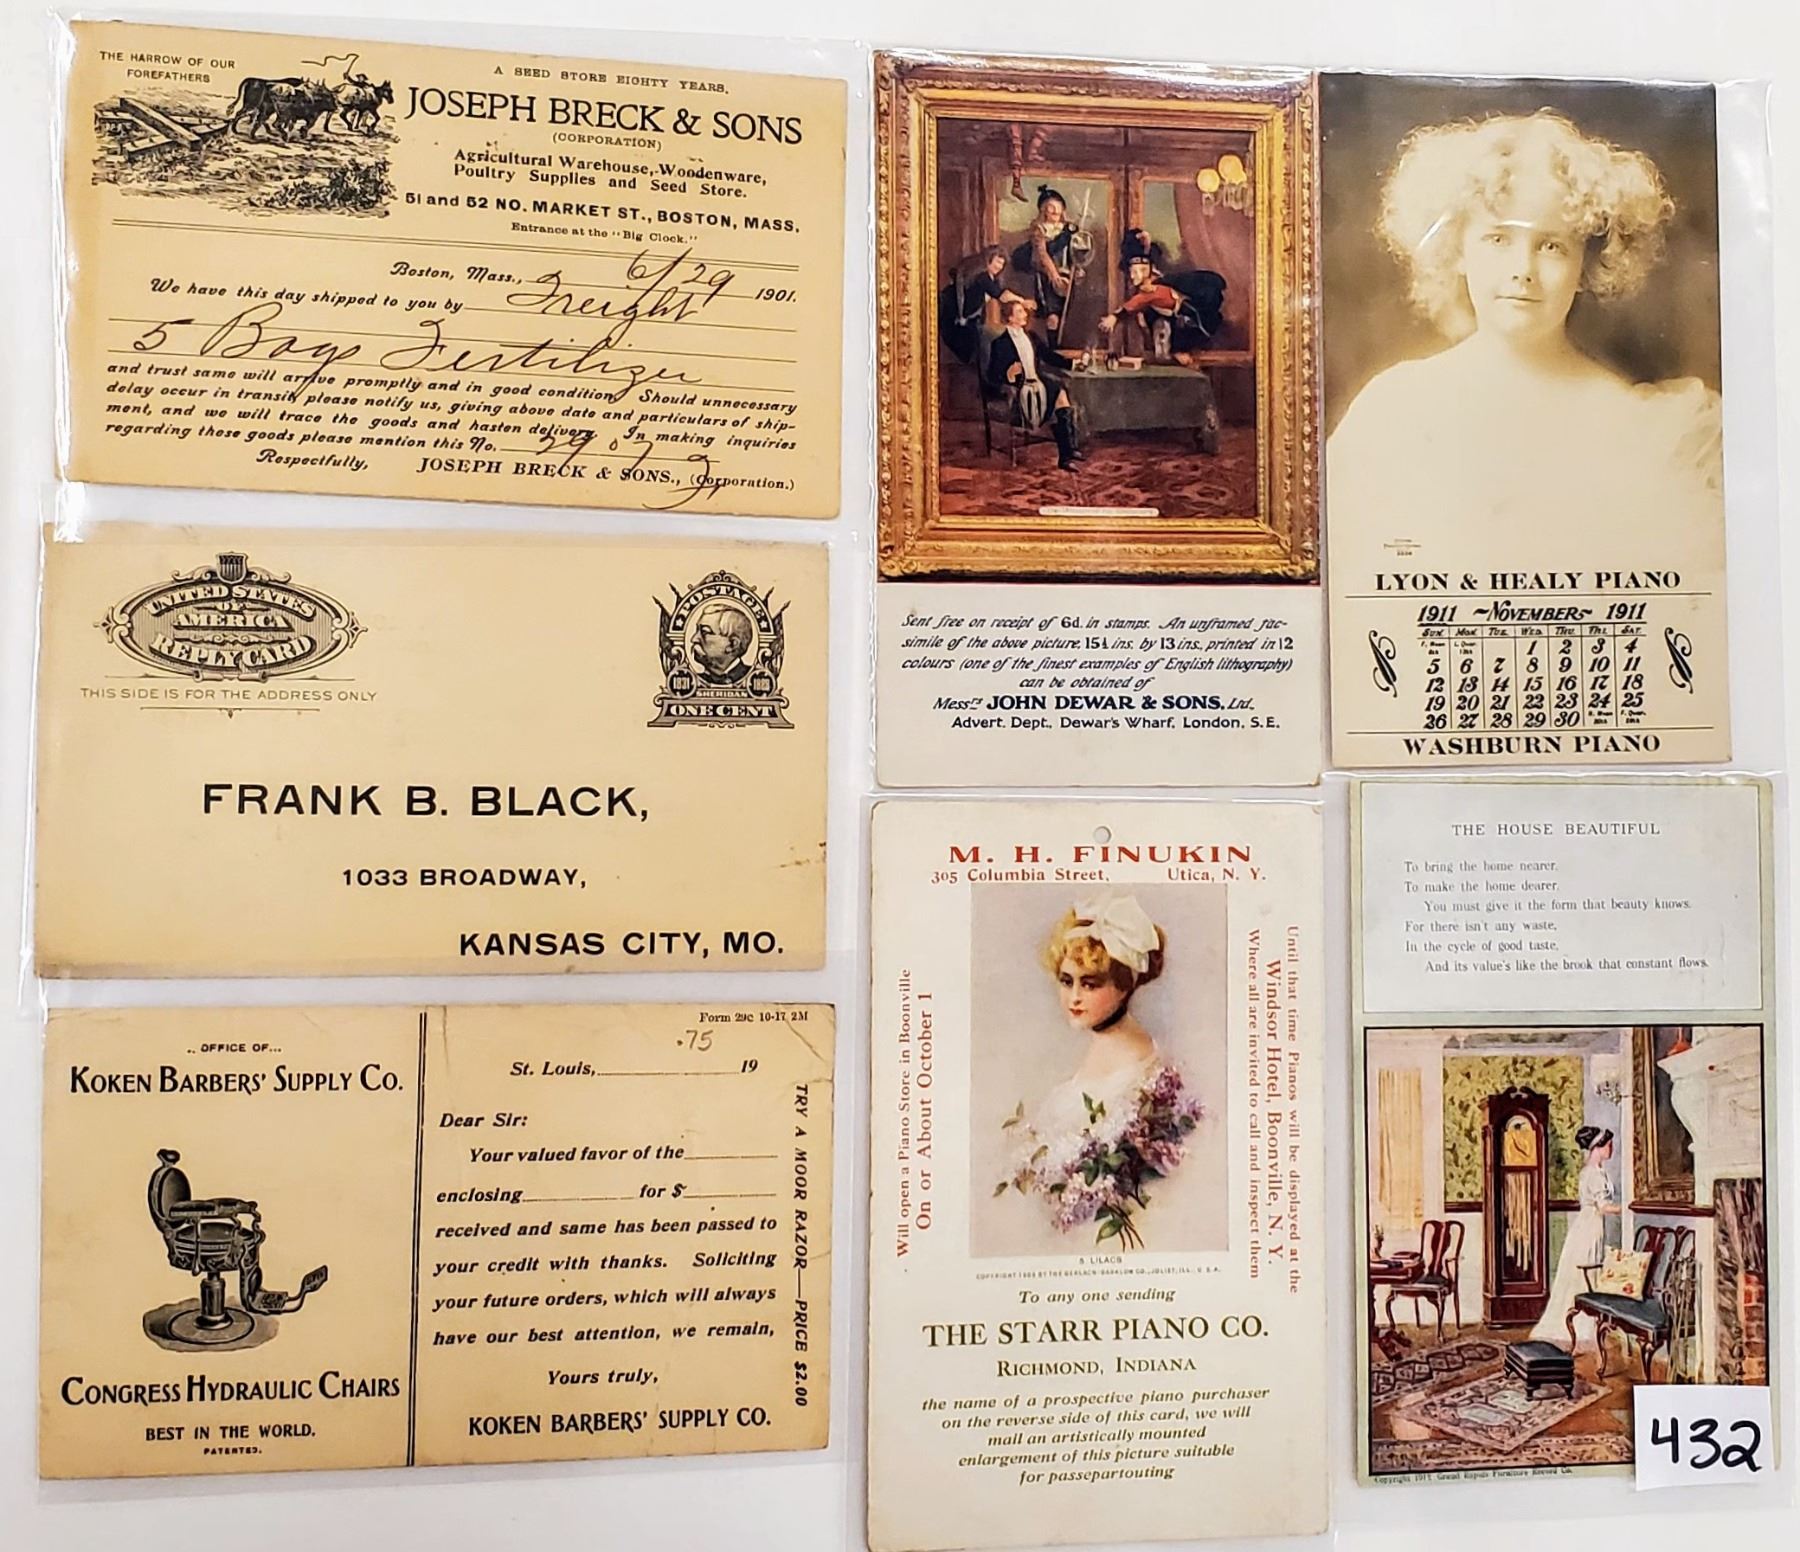 THE HARROW OF OUR
FOREFATHERS
A SEED STORE EIGHTY YEARS.
JOSEPH BRECK & SONS
(CORPORATION)
Agricultural Warehouse, Woodenware,
Poultry Supplies and Seed Store.
51 and 52 NO. MARKET ST., BOSTON, MASS.
Entrance at the "Big Clock."
Boston, Mass., 6/29 1901.
We have this day shipped to you by Freight
5 Bags Fertilizer
and trust same will arrive promptly and in good condition. Should unnecessary
delay occur in transit, please notify us, giving above date and particulars of ship-
ment, and we will trace the goods and hasten delivery. In making inquiries
regarding these goods please mention this No.
Respectfully, JOSEPH BRECK & SONS., (Corporation.)
UNITED STATES
OF
AMERICA
REPLY CARD
THIS SIDE IS FOR THE ADDRESS ONLY
POSTAGE
1831 1888
SHERIDAN
ONE CENT
FRANK B. BLACK,
1033 BROADWAY,
KANSAS CITY, MO.
.. OFFICE OF...
KOKEN BARBERS' SUPPLY CO.
CONGRESS HYDRAULIC CHAIRS
BEST IN THE WORLD.
PATENTED.
Form 29c 10-17 2M
.75
St. Louis, 19
Dear Sir:
Your valued favor of the
enclosing for $
received and same has been passed to
your credit with thanks. Soliciting
your future orders, which will always
have our best attention, we remain,
Yours truly,
KOKEN BARBERS' SUPPLY CO.
TRY A MOOR RAZOR—PRICE $2.00
Sent free on receipt of 6d. in stamps. An unframed fac-
simile of the above picture, 15½ ins. by 13 ins., printed in 12
colours (one of the finest examples of English lithography)
can be obtained of
Messrs JOHN DEWAR & SONS, Ltd.
Advert. Dept., Dewar's Wharf, London, S.E.
LYON & HEALY PIANO
1911 ~NOVEMBER~ 1911
SUN. MON. TUE. WED. THU. FRI. SAT.
1 2 3 4
5 6 7 8 9 10 11
12 13 14 15 16 17 18
19 20 21 22 23 24 25
26 27 28 29 30
WASHBURN PIANO
M. H. FINUKIN
305 Columbia Street, Utica, N. Y.
Will open a Piano Store in Boonville
On or About October 1
Until that time Pianos will be displayed at the
Windsor Hotel, Boonville, N. Y.
Where all are invited to call and inspect them
S. LILACS
To any one sending
THE STARR PIANO CO.
RICHMOND, INDIANA
the name of a prospective piano purchaser
on the reverse side of this card, we will
mail an artistically mounted
enlargement of this picture suitable
for passepartouting
THE HOUSE BEAUTIFUL
To bring the home nearer,
To make the home dearer,
You must give it the form that beauty knows.
For there isn't any waste,
In the cycle of good taste,
And its value's like the brook that constant flows.
Grand Rapids Furniture Record Co.
432